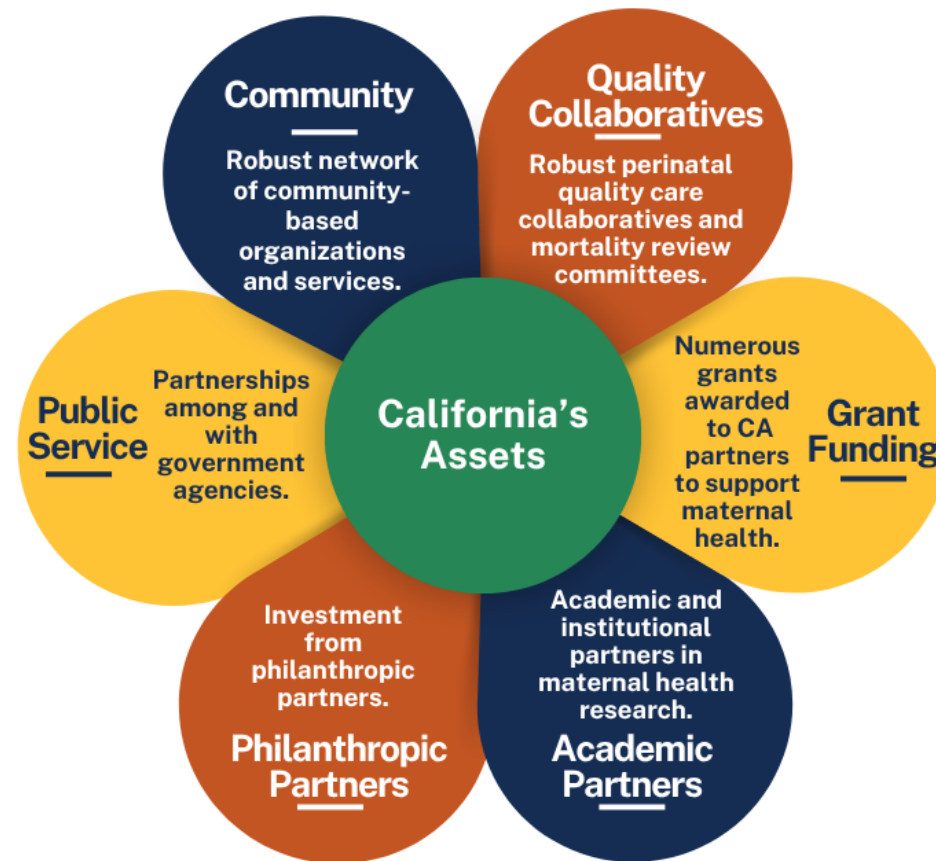 Community
Robust network
of community-
based
organizations
and services.
Quality
Collaboratives
Robust perinatal
quality care
collaboratives and
mortality review
committees.
Public
Service
Partnerships
among and
with
government
agencies.
California's
Assets
Numerous
grants
awarded
to CA
partners
to support
maternal
health.
Grant
Funding
Investment
from
philanthropic
partners.
Philanthropic
Partners
Academic and
institutional
partners in
maternal health
research.
Academic
Partners